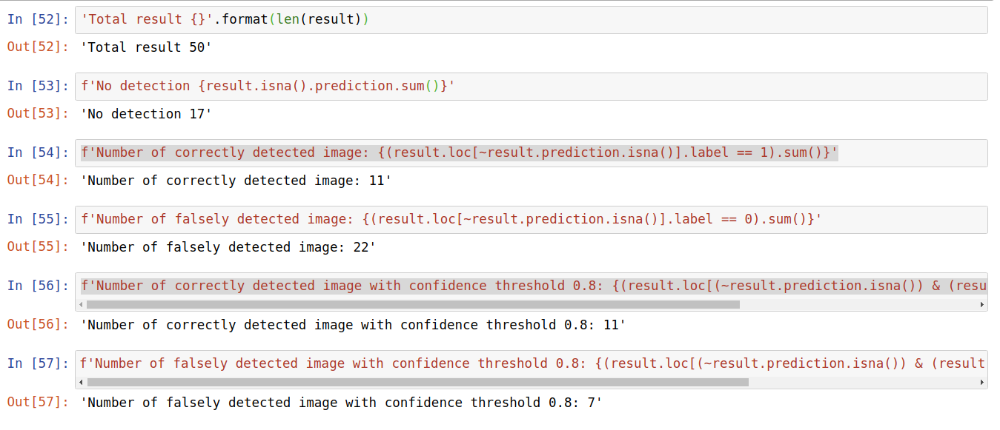 In [52]: 'Total result {}'.format(len(result))
Out[52]: 'Total result 50'
In [53]: f'No detection {result.isna().prediction.sum()}'
Out[53]: 'No detection 17'
In [54]: f'Number of correctly detected image: {(result.loc[~result.prediction.isna()].label == 1).sum()}'
Out[54]: 'Number of correctly detected image: 11'
In [55]: f'Number of falsely detected image: {(result.loc[~result.prediction.isna()].label == 0).sum()}'
Out[55]: 'Number of falsely detected image: 22'
In [56]: f'Number of correctly detected image with confidence threshold 0.8: {(result.loc[(~result.prediction.isna()) & (resu
Out[56]: 'Number of correctly detected image with confidence threshold 0.8: 11'
In [57]: f'Number of falsely detected image with confidence threshold 0.8: {(result.loc[(~result.prediction.isna()) & (result
Out[57]: 'Number of falsely detected image with confidence threshold 0.8: 7'